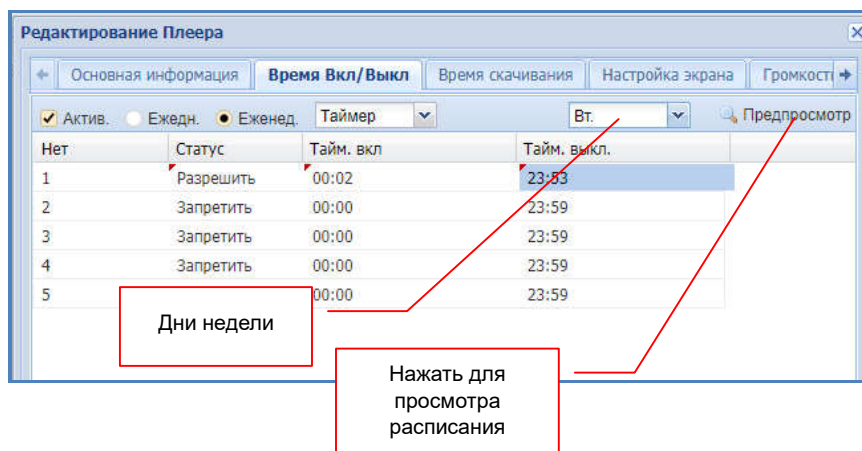 Редактирование Плеера
Основная информация Время Вкл/Выкл Время скачивания Настройка экрана Громкост
Актив. Ежедн. Еженед. Таймер Вт. Предпросмотр
Нет Статус Тайм. вкл Тайм. выкл.
1 Разрешить 00:02 23:53
2 Запретить 00:00 23:59
3 Запретить 00:00 23:59
4 Запретить 00:00 23:59
5 00:00 23:59
Дни недели
Нажать для
просмотра
расписания